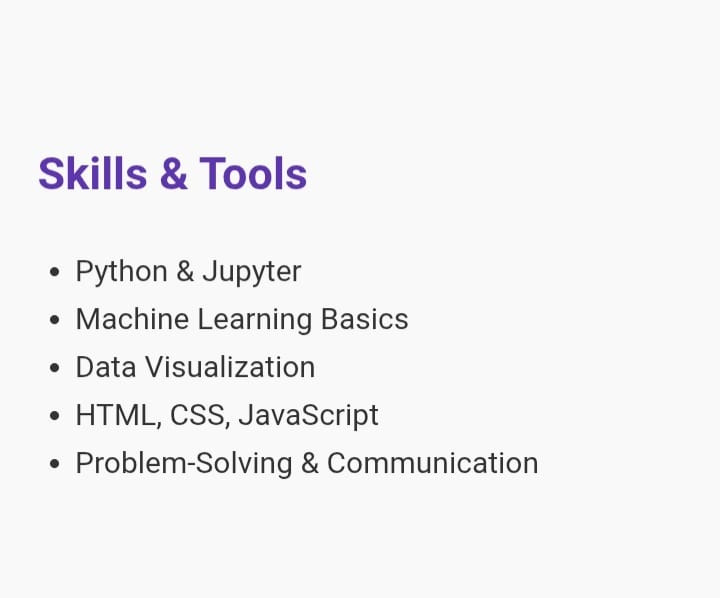 Skills & Tools
• Python & Jupyter
• Machine Learning Basics
• Data Visualization
• HTML, CSS, JavaScript
• Problem-Solving & Communication